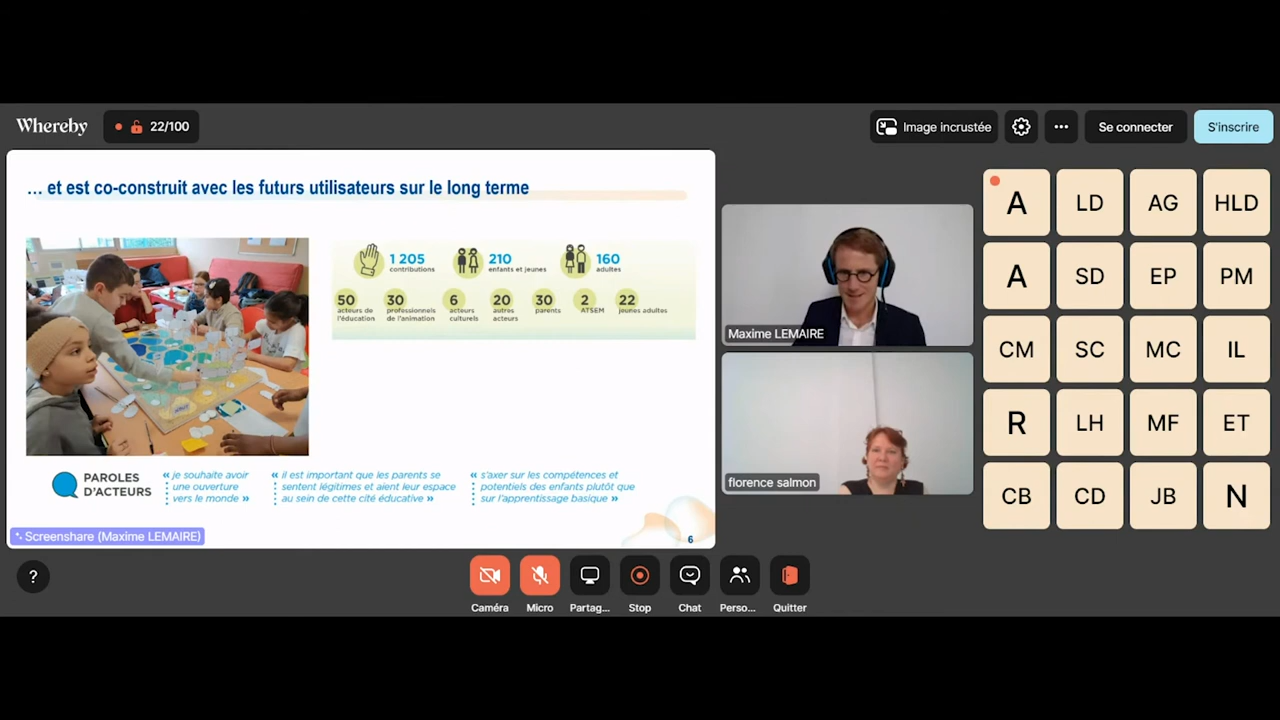 Whereby
22/100
Image incrustée
...
Se connecter
S'inscrire
… et est co-construit avec les futurs utilisateurs sur le long terme
1 205
contributions
210
enfants et jeunes
160
adultes
50
acteurs de
l'éducation
30
professionnels
de l'animation
6
acteurs
culturels
20
autres
acteurs
30
parents
2
ATSEM
22
jeunes adultes
PAROLES
D'ACTEURS
« je souhaite avoir
une ouverture
vers le monde »
« il est important que les parents se
sentent légitimes et aient leur espace
au sein de cette cité éducative »
« s'axer sur les compétences et
potentiels des enfants plutôt que
sur l'apprentissage basique »
6
Screenshare (Maxime LEMAIRE)
Maxime LEMAIRE
florence salmon
A LD AG HLD
A SD EP PM
CM SC MC IL
R LH MF ET
CB CD JB N
?
Caméra
Micro
Partag...
Stop
Chat
Perso...
Quitter